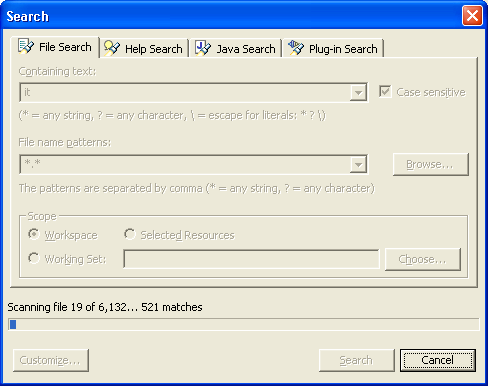 Search
File Search Help Search Java Search Plug-in Search
Containing text:
it
Case sensitive
(* = any string, ? = any character, \ = escape for literals: * ? \)
File name patterns:
*.*
Browse...
The patterns are separated by comma (* = any string, ? = any character)
Scope
Workspace Selected Resources
Working Set: Choose...
Scanning file 19 of 6,132... 521 matches
Customize... Search Cancel